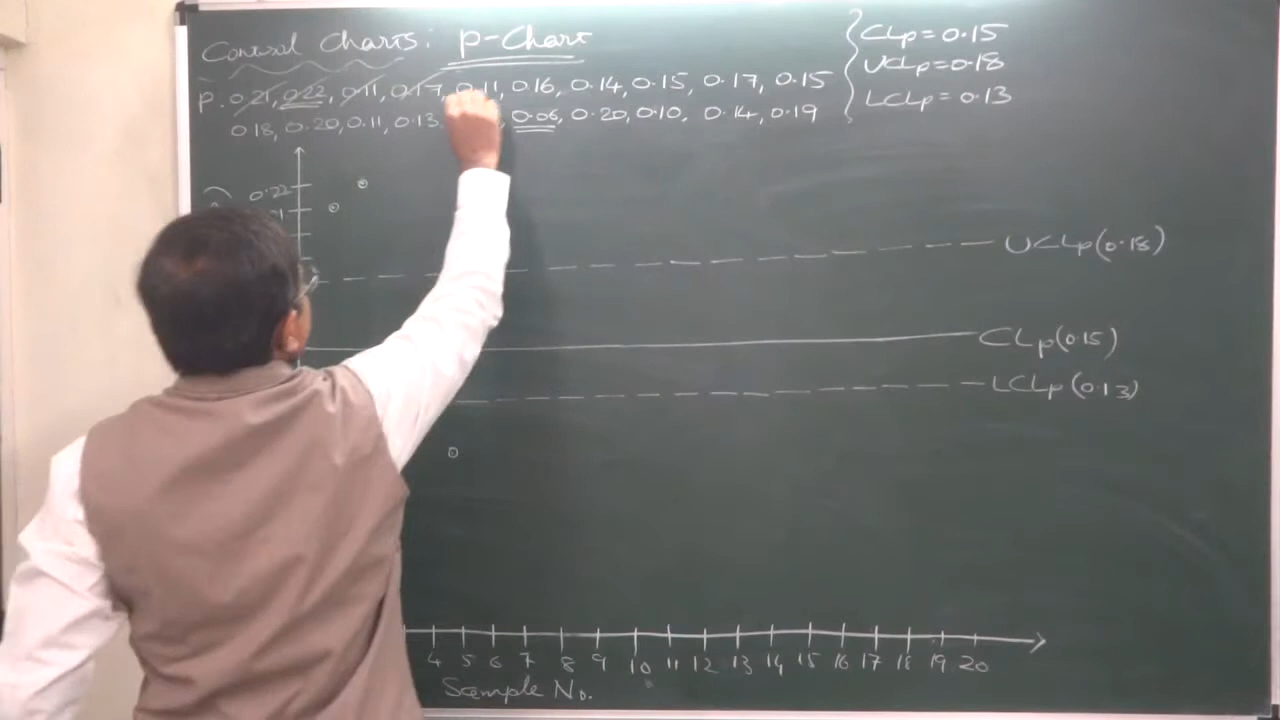 Control Charts: p-Chart
p. 0.21, 0.22, 0.11, 0.17, 0.11, 0.16, 0.14, 0.15, 0.17, 0.15
0.18, 0.20, 0.11, 0.13 0.06, 0.20, 0.10, 0.14, 0.19
CLp = 0.15
UCLp = 0.18
LCLp = 0.13
0.22
UCLp (0.18)
CLp (0.15)
LCLp (0.13)
4 5 6 7 8 9 10 11 12 13 14 15 16 17 18 19 20
Sample No.